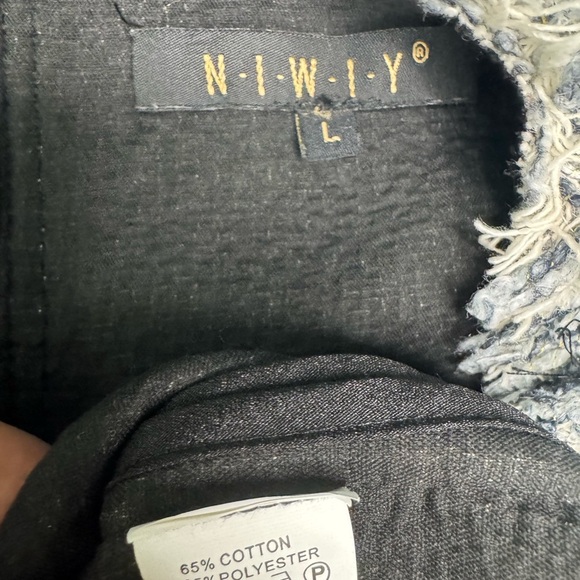 N·I·W·I·Y®
L
65% COTTON
POLYESTER
P